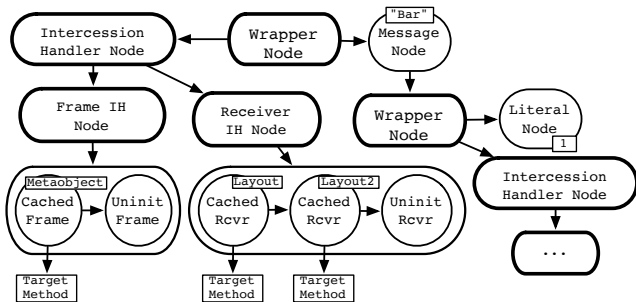 "Bar"
Intercession
Handler Node
Wrapper
Node
Message
Node
Frame IH
Node
Receiver
IH Node
Wrapper
Node
Literal
Node
1
Metaobject
Cached
Frame
Uninit
Frame
Layout
Cached
Rcvr
Layout2
Cached
Rcvr
Uninit
Rcvr
Intercession
Handler Node
...
Target
Method
Target
Method
Target
Method